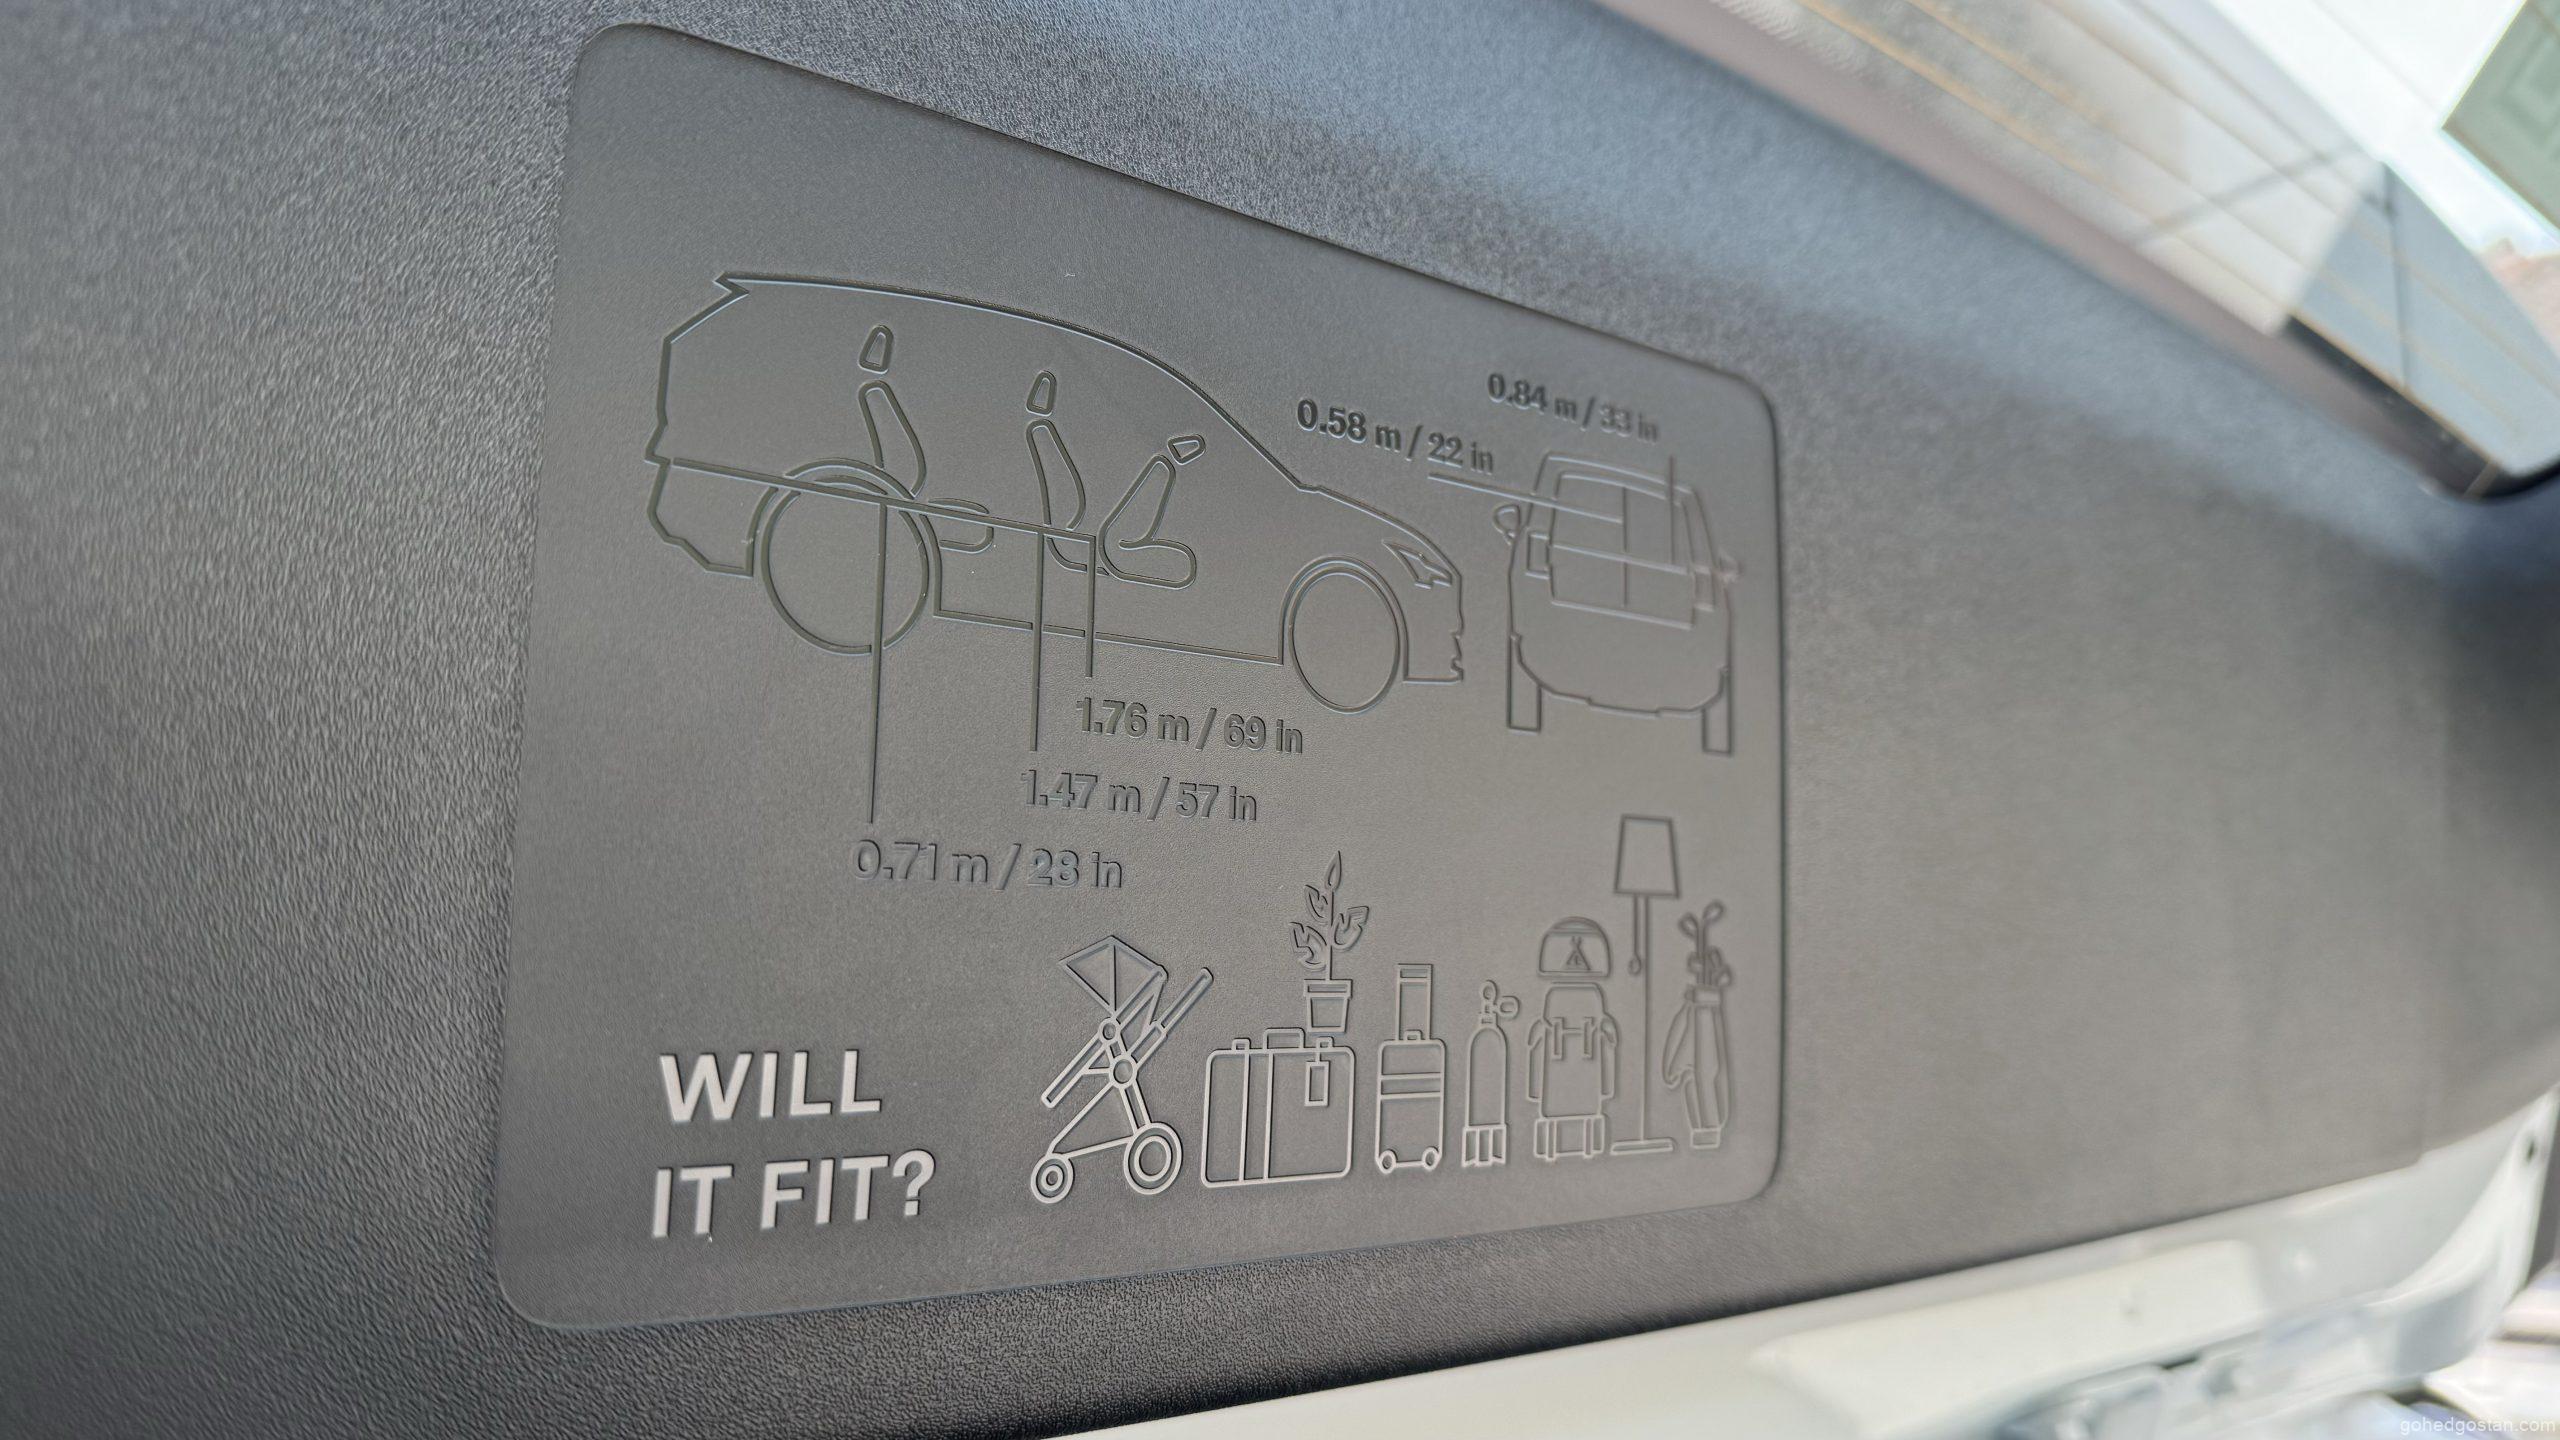 0.84 m / 33 in
0.58 m / 22 in
1.76 m / 69 in
1.47 m / 57 in
0.71 m / 28 in
WILL
IT FIT?
gohedgostan.com